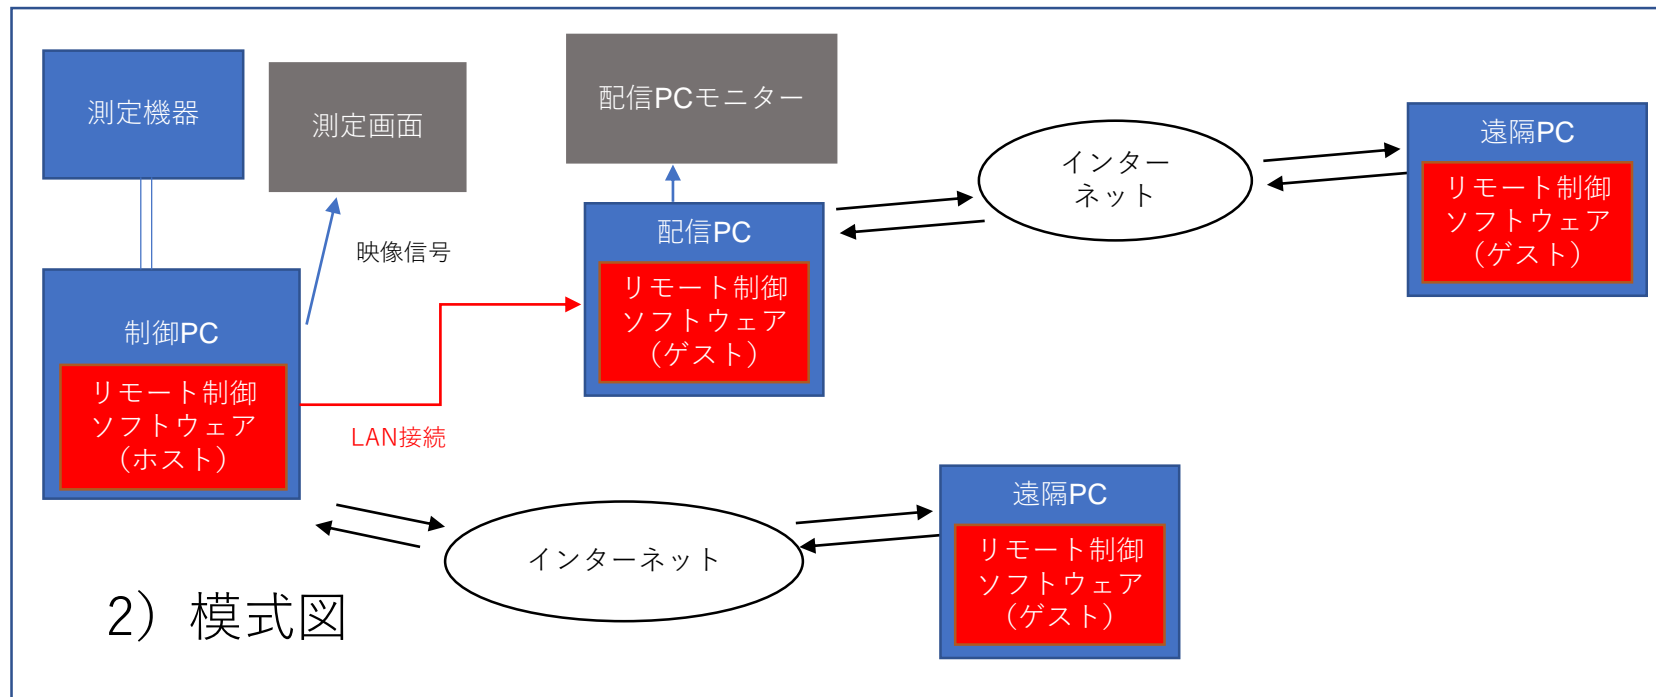 測定機器
測定画面
配信PCモニター
インター
ネット
遠隔PC
リモート制御
ソフトウェア
（ゲスト）
映像信号
配信PC
リモート制御
ソフトウェア
（ゲスト）
制御PC
リモート制御
ソフトウェア
（ホスト）
LAN接続
インターネット
遠隔PC
リモート制御
ソフトウェア
（ゲスト）
2）模式図